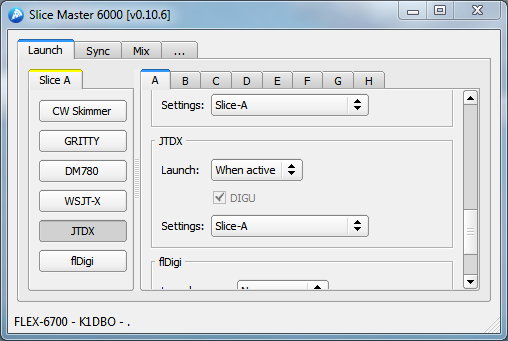 Slice Master 6000 [v0.10.6]
Launch Sync Mix ...
Slice A
CW Skimmer
GRITTY
DM780
WSJT-X
JTDX
flDigi
A B C D E F G H
Settings: Slice-A
JTDX
Launch: When active
DIGU
Settings: Slice-A
flDigi
FLEX-6700 - K1DBO - .